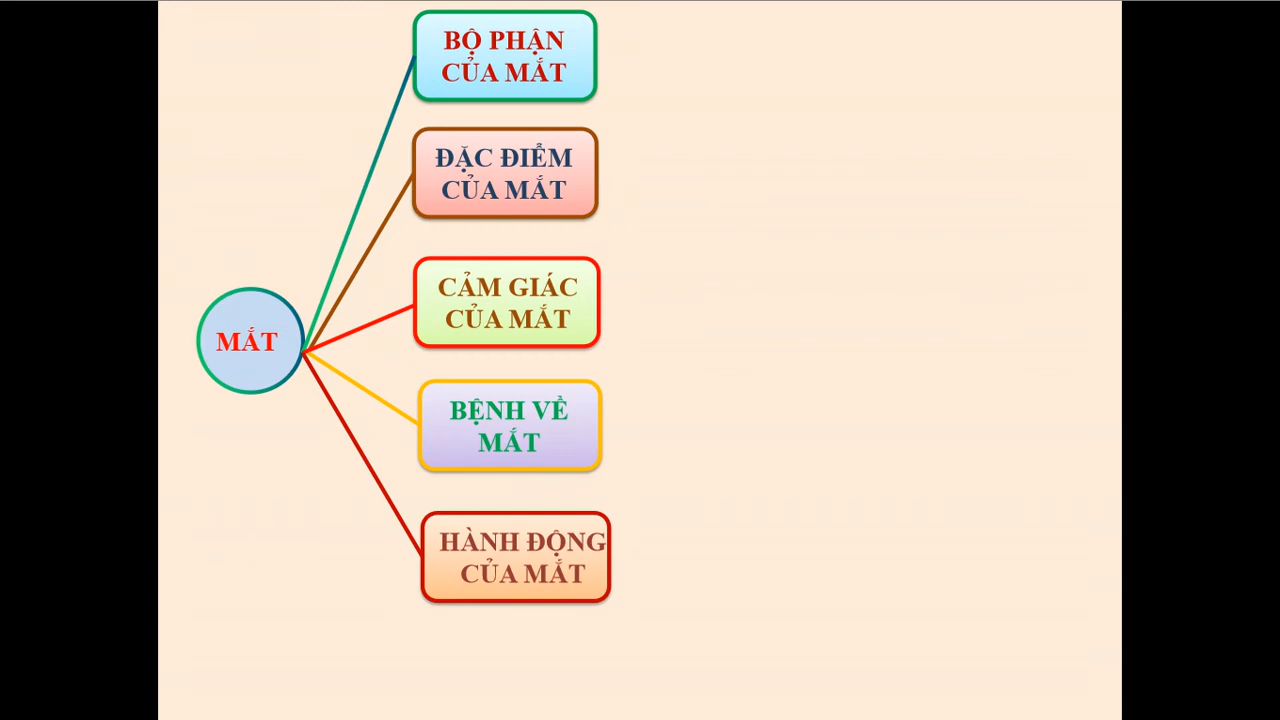 BỘ PHẬN
CỦA MẮT
ĐẶC ĐIỂM
CỦA MẮT
CẢM GIÁC
CỦA MẮT
MẮT
BỆNH VỀ
MẮT
HÀNH ĐỘNG
CỦA MẮT